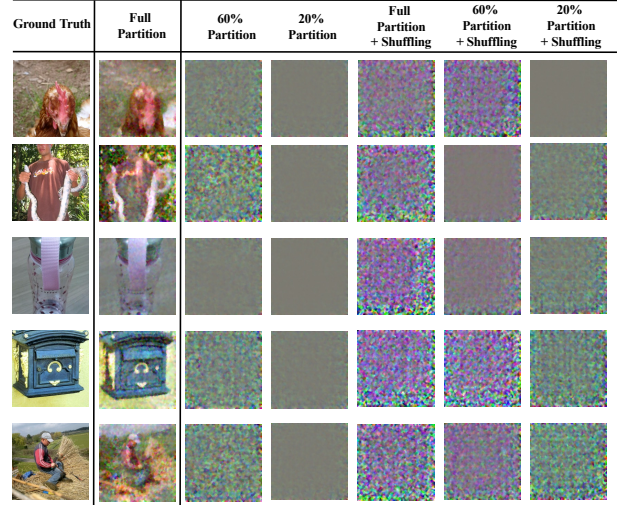 Ground Truth
Full
Partition
60%
Partition
20%
Partition
Full
Partition
+ Shuffling
60%
Partition
+ Shuffling
20%
Partition
+ Shuffling